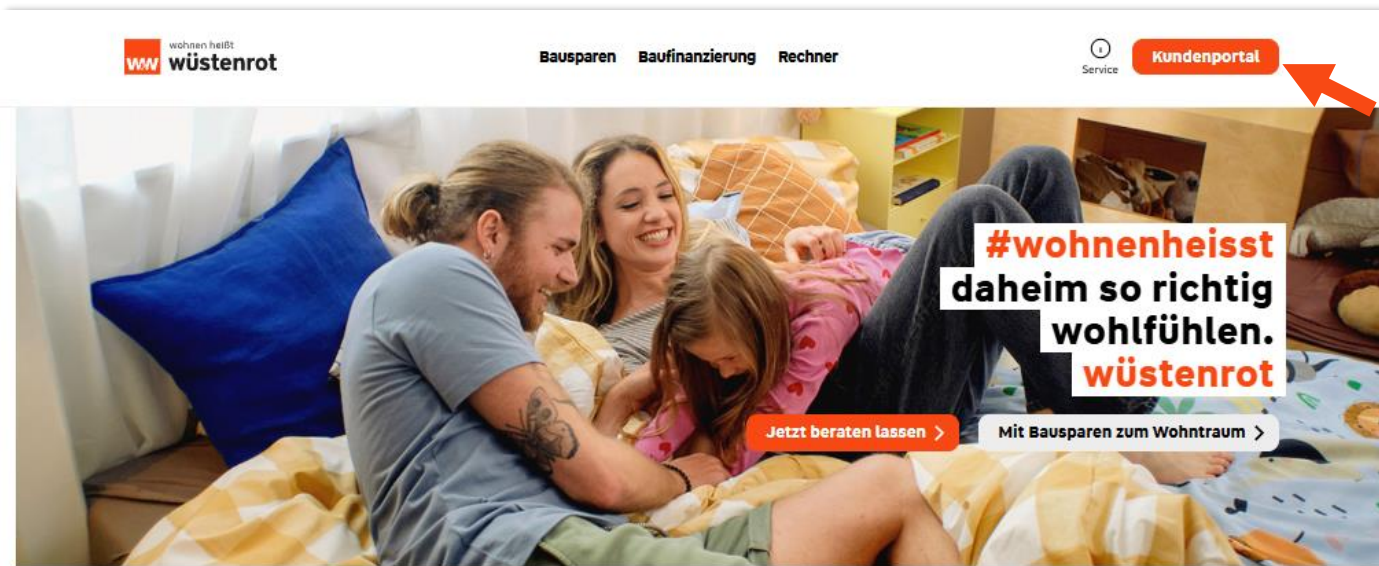 wohnen heißt
W&W wüstenrot
Bausparen Baufinanzierung Rechner
i
Service
Kundenportal
#wohnenheisst
daheim so richtig
wohlfühlen.
wüstenrot
Jetzt beraten lassen >
Mit Bausparen zum Wohntraum >